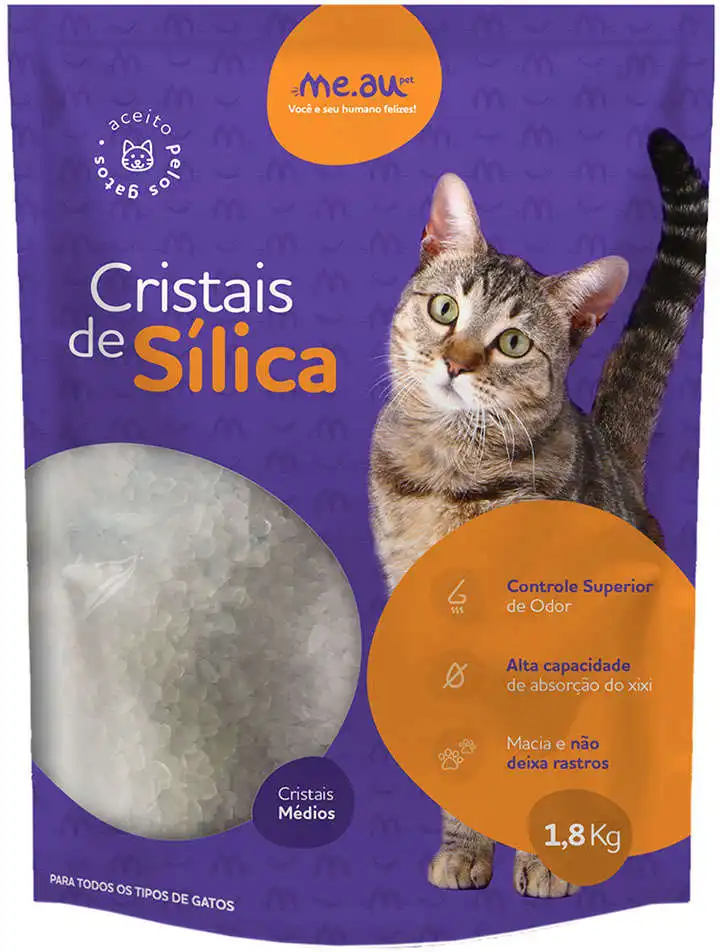 me.au pet
Você e seu humano felizes!
aceito pelos gatos
Cristais
de Sílica
Controle Superior
de Odor
Alta capacidade
de absorção do xixi
Macia e não
deixa rastros
Cristais
Médios
1,8Kg
PARA TODOS OS TIPOS DE GATOS